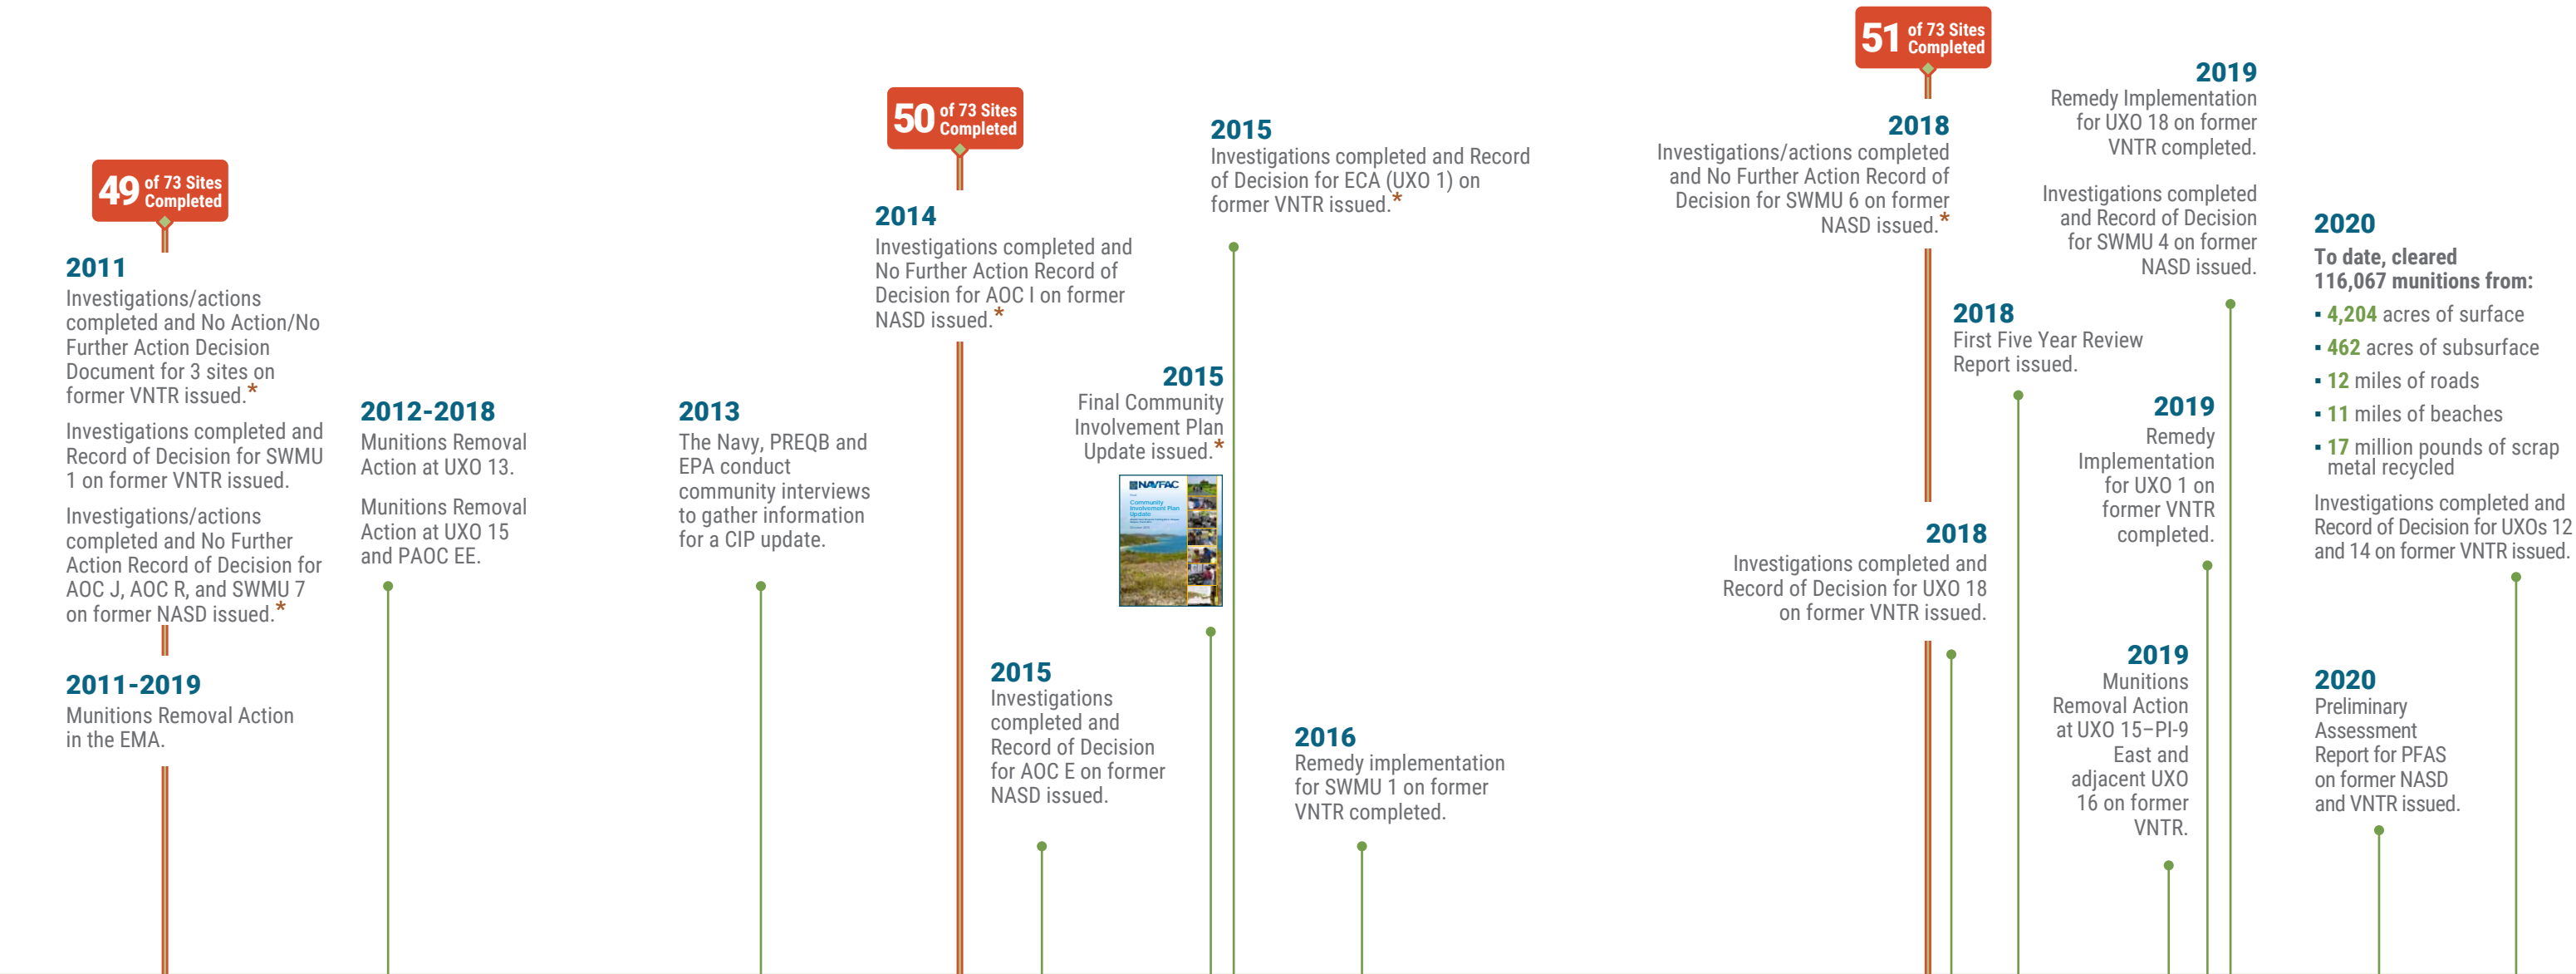 49 of 73 Sites
Completed
2011
Investigations/actions
completed and No Action/No
Further Action Decision
Document for 3 sites on
former VNTR issued.*
Investigations completed and
Record of Decision for SWMU
1 on former VNTR issued.
Investigations/actions
completed and No Further
Action Record of Decision for
AOC J, AOC R, and SWMU 7
on former NASD issued.*
2011-2019
Munitions Removal Action
in the EMA.
2012-2018
Munitions Removal
Action at UXO 13.
Munitions Removal
Action at UXO 15
and PAOC EE.
2013
The Navy, PREQB and
EPA conduct
community interviews
to gather information
for a CIP update.
50 of 73 Sites
Completed
2014
Investigations completed and
No Further Action Record of
Decision for AOC I on former
NASD issued.*
2015
Investigations
completed and
Record of Decision
for AOC E on former
NASD issued.
2015
Final Community
Involvement Plan
Update issued.*
NAVFAC
Community
Involvement Plan
Update
2015
Investigations completed and Record
of Decision for ECA (UXO 1) on
former VNTR issued.*
2016
Remedy implementation
for SWMU 1 on former
VNTR completed.
51 of 73 Sites
Completed
2018
Investigations/actions completed
and No Further Action Record of
Decision for SWMU 6 on former
NASD issued.*
2018
Investigations completed and
Record of Decision for UXO 18
on former VNTR issued.
2018
First Five Year Review
Report issued.
2019
Munitions
Removal Action
at UXO 15–PI-9
East and
adjacent UXO
16 on former
VNTR.
2019
Remedy
Implementation
for UXO 1 on
former VNTR
completed.
2019
Remedy Implementation
for UXO 18 on former
VNTR completed.
Investigations completed
and Record of Decision
for SWMU 4 on former
NASD issued.
2020
Preliminary
Assessment
Report for PFAS
on former NASD
and VNTR issued.
2020
To date, cleared
116,067 munitions from:
▪ 4,204 acres of surface
▪ 462 acres of subsurface
▪ 12 miles of roads
▪ 11 miles of beaches
▪ 17 million pounds of scrap
metal recycled
Investigations completed and
Record of Decision for UXOs 12
and 14 on former VNTR issued.